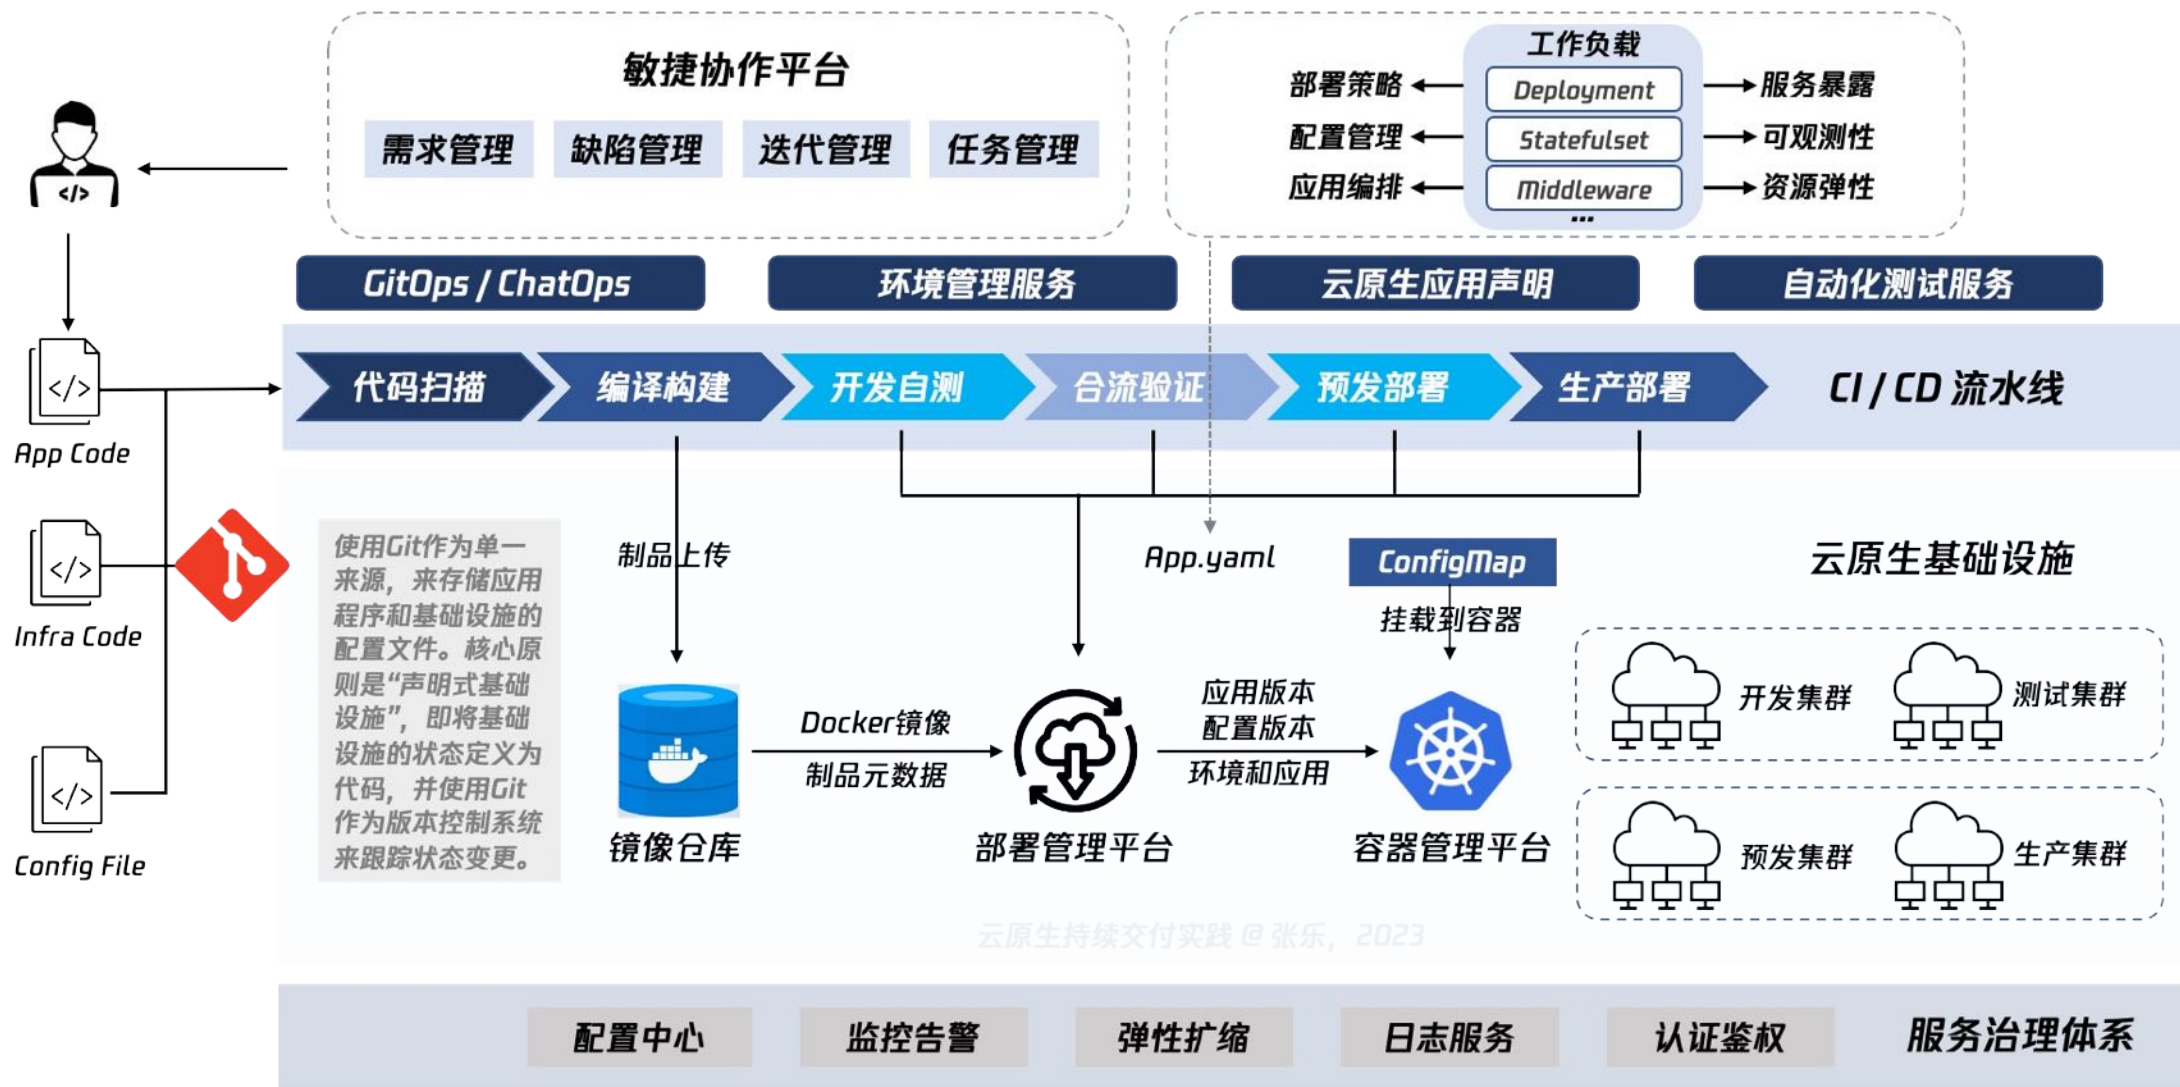 敏捷协作平台
需求管理
缺陷管理
迭代管理
任务管理
工作负载
部署策略
Deployment
服务暴露
配置管理
Statefulset
可观测性
应用编排
Middleware
资源弹性
...
GitOps / ChatOps
环境管理服务
云原生应用声明
自动化测试服务
</>
App Code
代码扫描
编译构建
开发自测
合流验证
预发部署
生产部署
CI / CD 流水线
</>
Infra Code
</>
Config File
</>
使用Git作为单一
来源，来存储应用
程序和基础设施的
配置文件。核心原
则是“声明式基础
设施”，即将基础
设施的状态定义为
代码，并使用Git
作为版本控制系统
来跟踪状态变更。
制品上传
App.yaml
ConfigMap
挂载到容器
云原生基础设施
Docker镜像
制品元数据
应用版本
配置版本
环境和应用
镜像仓库
部署管理平台
容器管理平台
开发集群
测试集群
预发集群
生产集群
云原生持续交付实践 @ 张乐，2023
配置中心
监控告警
弹性扩缩
日志服务
认证鉴权
服务治理体系